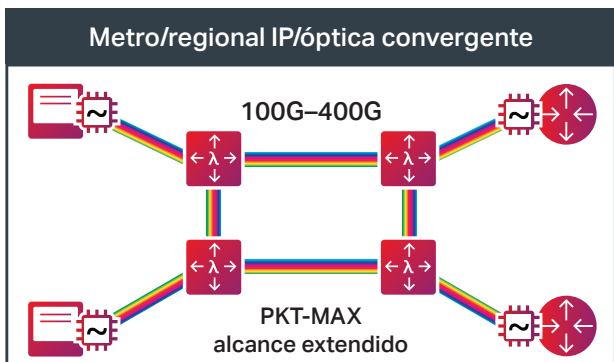 Metro/regional IP/óptica convergente
100G–400G
~
~
λ
λ
λ
λ
~
~
PKT-MAX
alcance extendido